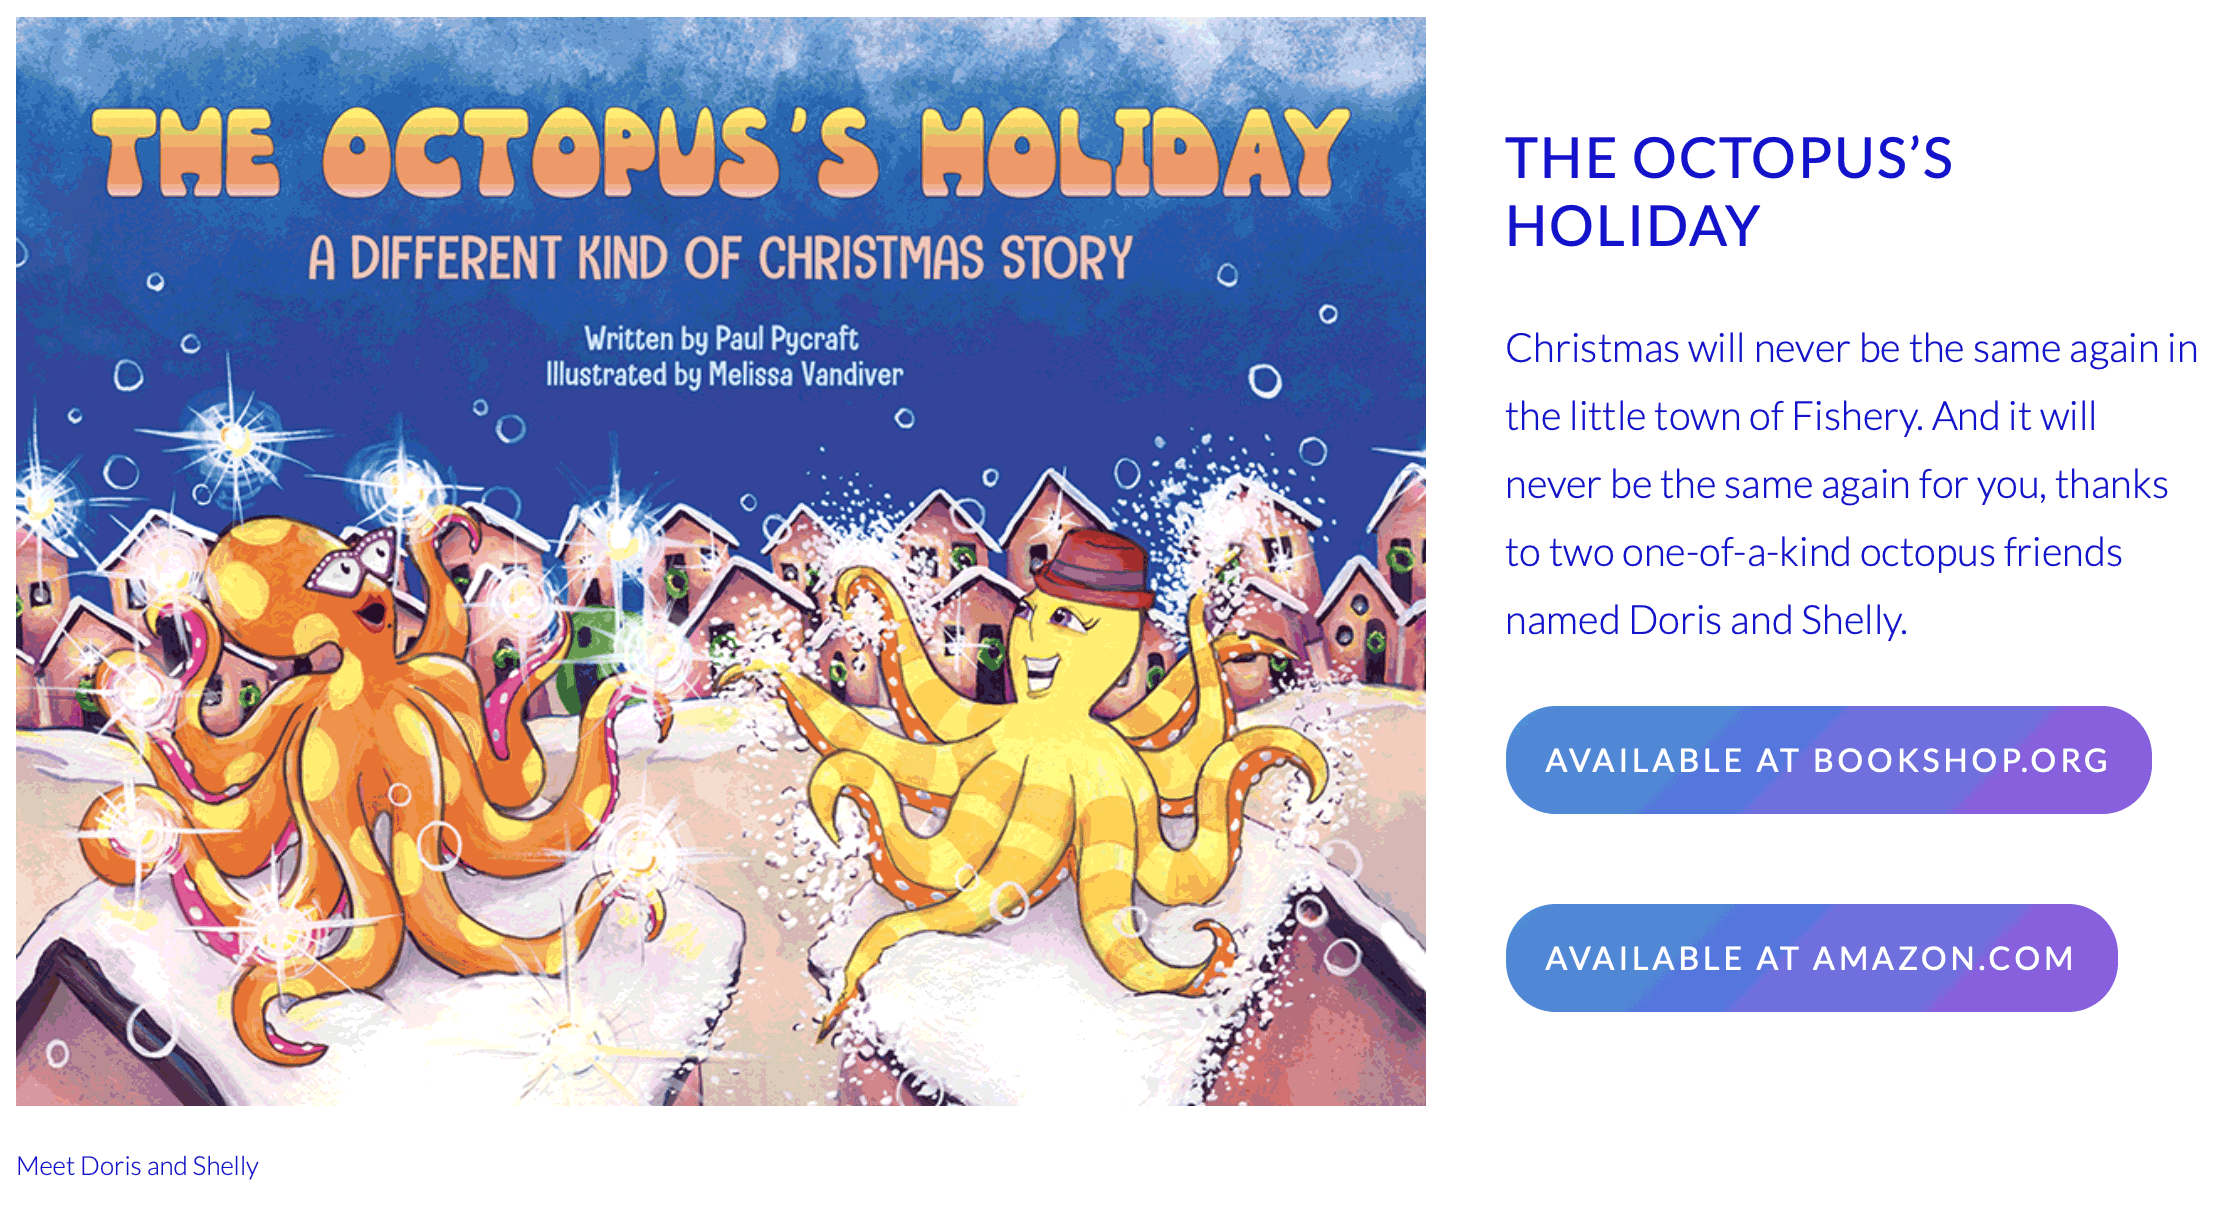 THE OCTOPUS'S HOLIDAY
A DIFFERENT KIND OF CHRISTMAS STORY
Written by Paul Pycraft
Illustrated by Melissa Vandiver
Meet Doris and Shelly
THE OCTOPUS’S
HOLIDAY
Christmas will never be the same again in
the little town of Fishery. And it will
never be the same again for you, thanks
to two one-of-a-kind octopus friends
named Doris and Shelly.
AVAILABLE AT BOOKSHOP.ORG
AVAILABLE AT AMAZON.COM